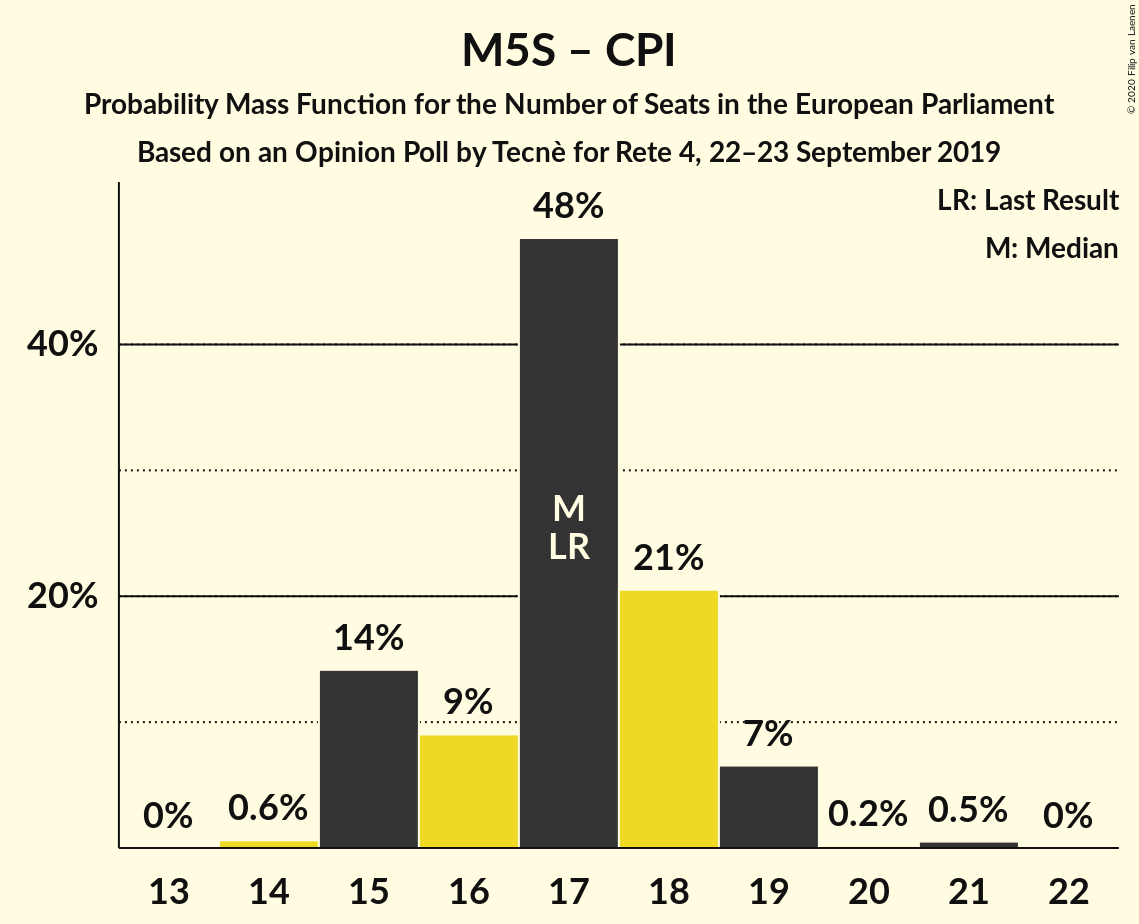 M5S – CPI
Probability Mass Function for the Number of Seats in the European Parliament
Based on an Opinion Poll by Tecnè for Rete 4, 22–23 September 2019
© 2020 Filip van Laenen
LR: Last Result
M: Median
40%
20%
0%
0.6%
14%
9%
48%
M
LR
21%
7%
0.2%
0.5%
0%
13 14 15 16 17 18 19 20 21 22